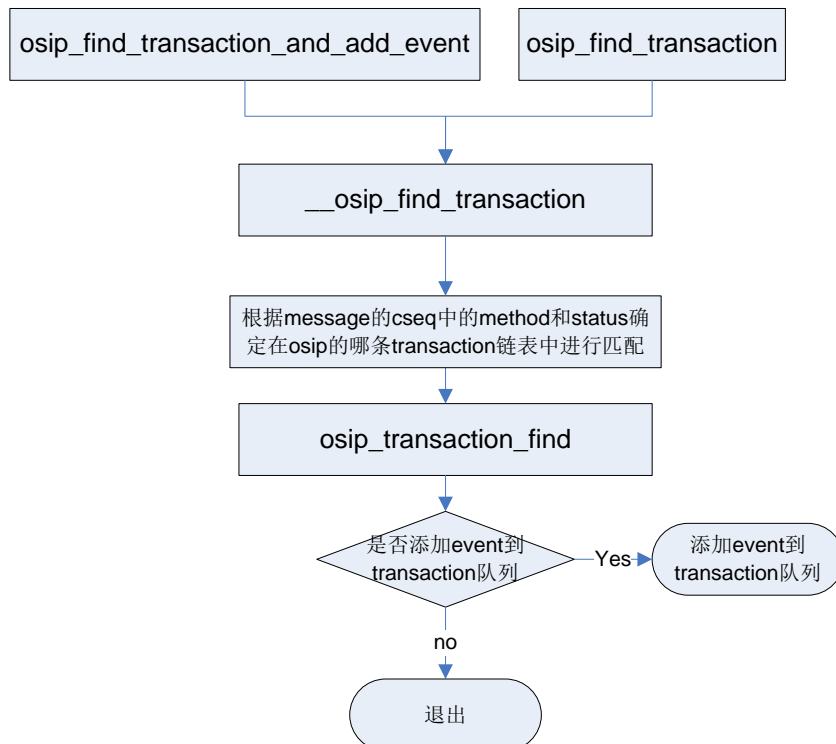 osip_find_transaction_and_add_event
osip_find_transaction
__osip_find_transaction
根据message的cseq中的method和status确
定在osip的哪条transaction链表中进行匹配
osip_transaction_find
是否添加event到
transaction队列
Yes
添加event到
transaction队列
no
退出